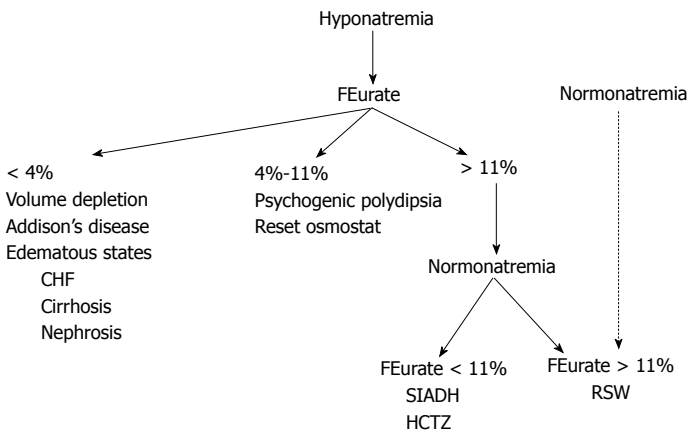 Hyponatremia
FEurate
Normonatremia
< 4%
Volume depletion
Addison's disease
Edematous states
CHF
Cirrhosis
Nephrosis
4%-11%
Psychogenic polydipsia
Reset osmostat
> 11%
Normonatremia
FEurate < 11%
SIADH
HCTZ
FEurate > 11%
RSW